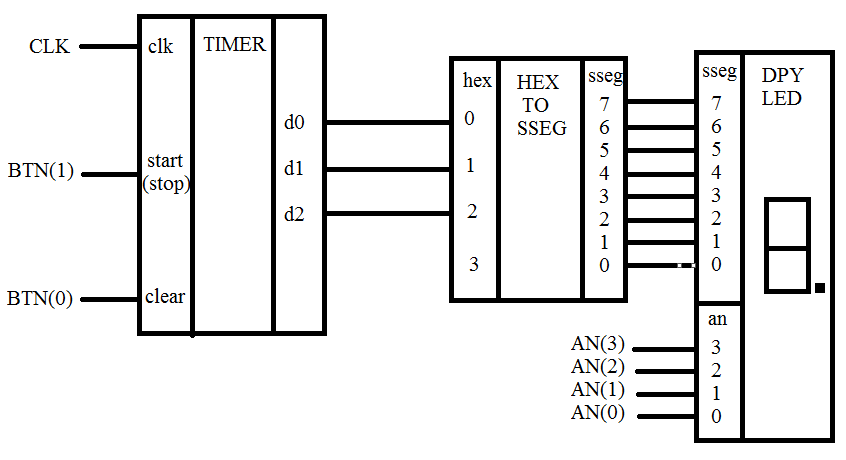 CLK
clk
TIMER
BTN(1)
start
(stop)
BTN(0)
clear
d0
d1
d2
hex
0
1
2
3
HEX
TO
SSEG
sseg
7
6
5
4
3
2
1
0
sseg
7
6
5
4
3
2
1
0
DPY
LED
AN(3)
AN(2)
AN(1)
AN(0)
an
3
2
1
0